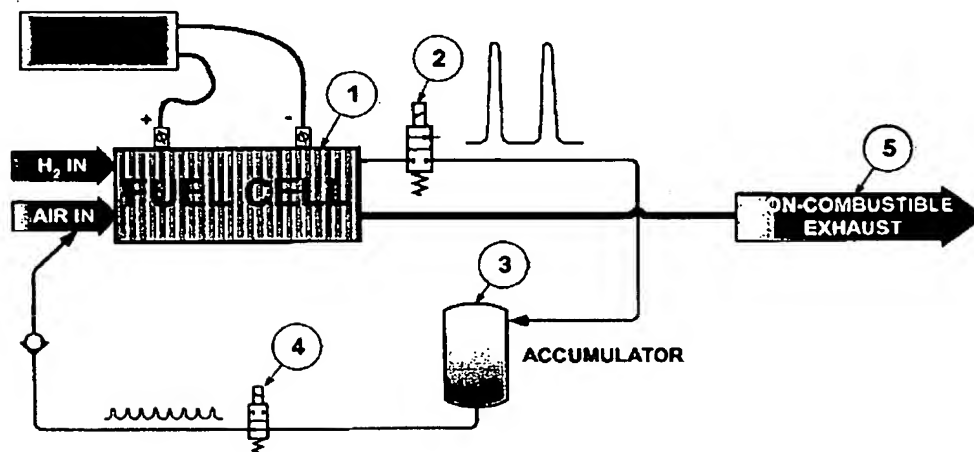 2
1
+
-
5
H₂ IN
FUEL CELL
AIR IN
ON-COMBUSTIBLE
EXHAUST
3
4
ACCUMULATOR